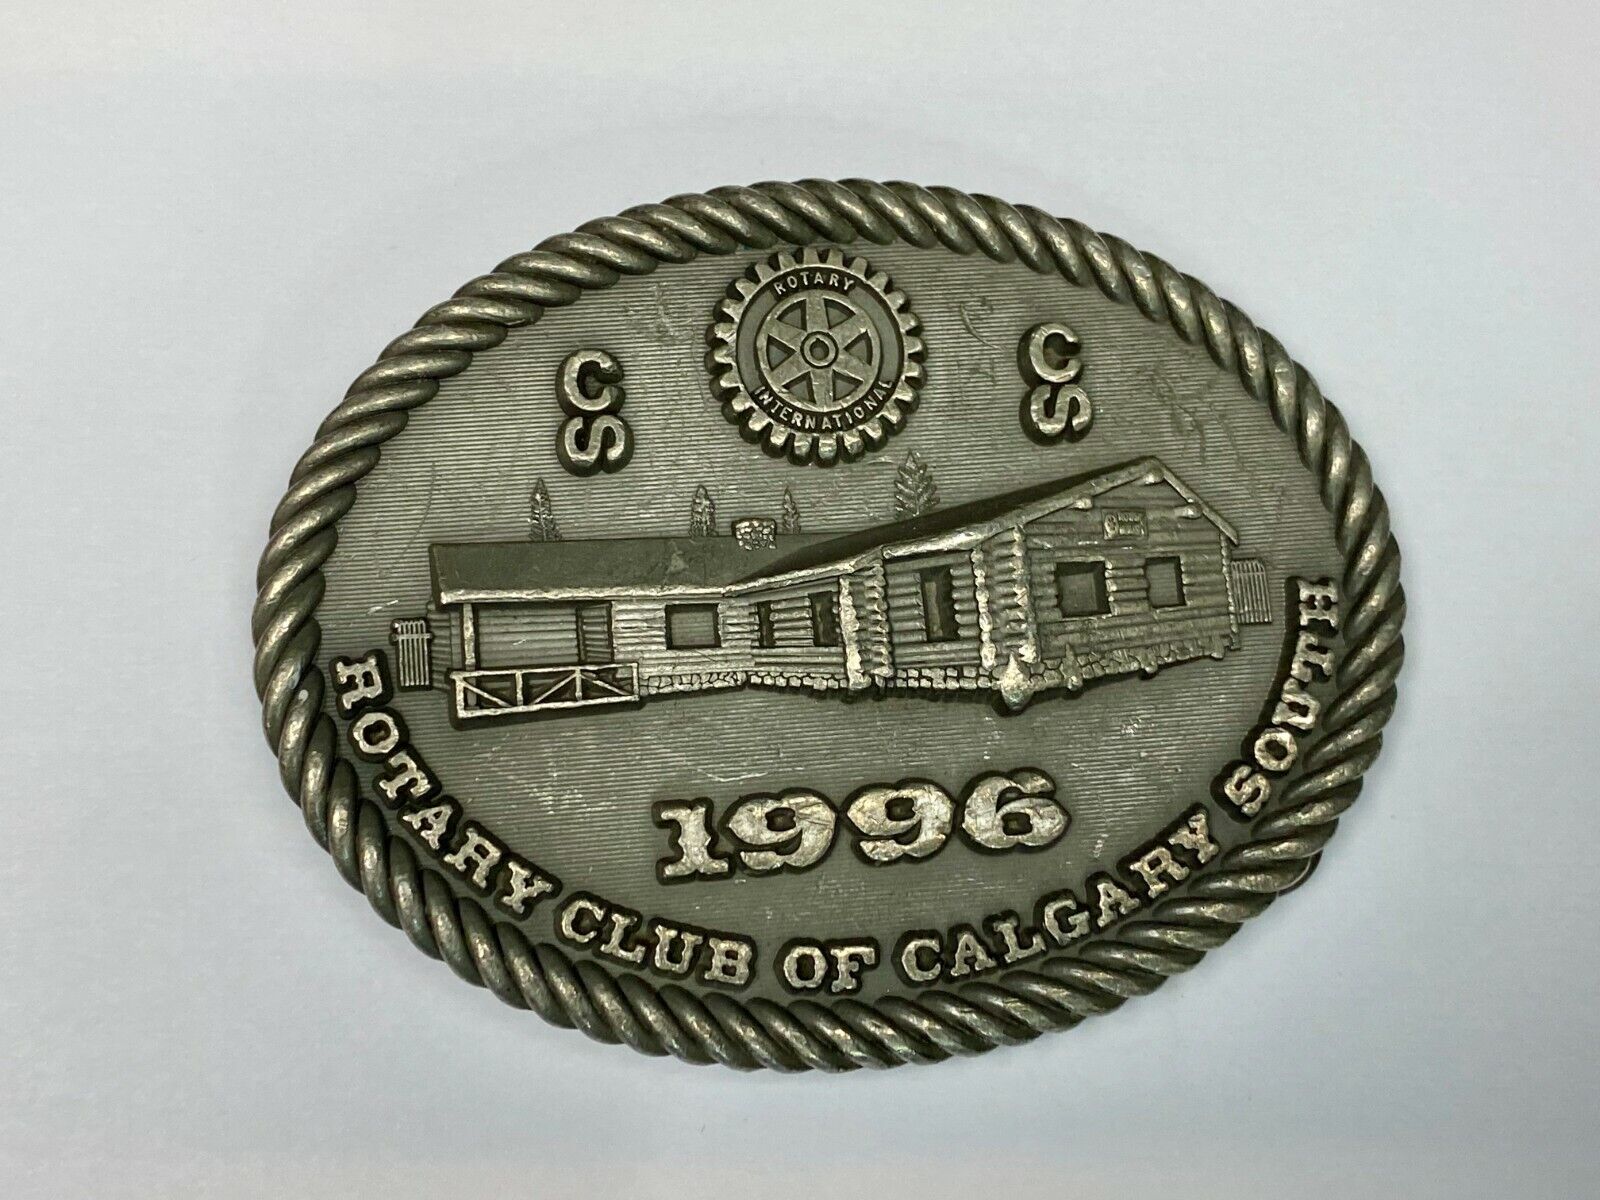 ROTARY
INTERNATIONAL
CS
CS
1996
ROTARY CLUB OF CALGARY SOUTH